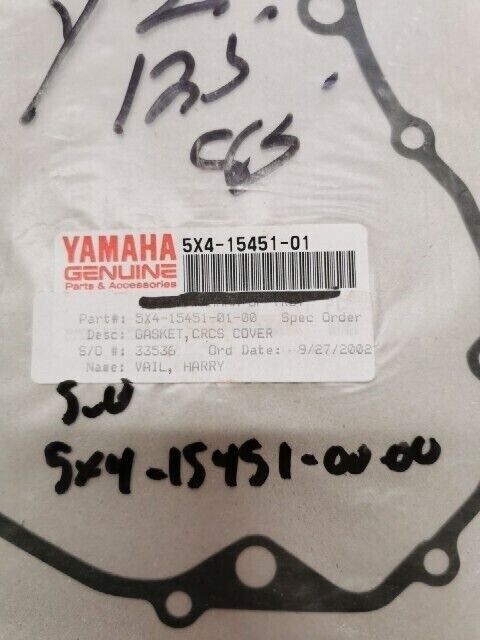 YZ
125
YAMAHA
GENUINE
Parts & Accessories
5X4-15451-01
Part#: 5X4-15451-01-00 Spec Order
Desc: GASKET,CRCS COVER
S/O #: 33536 Ord Date: 9/27/2002
Name: VAIL, HARRY
5X4-15451-00-00